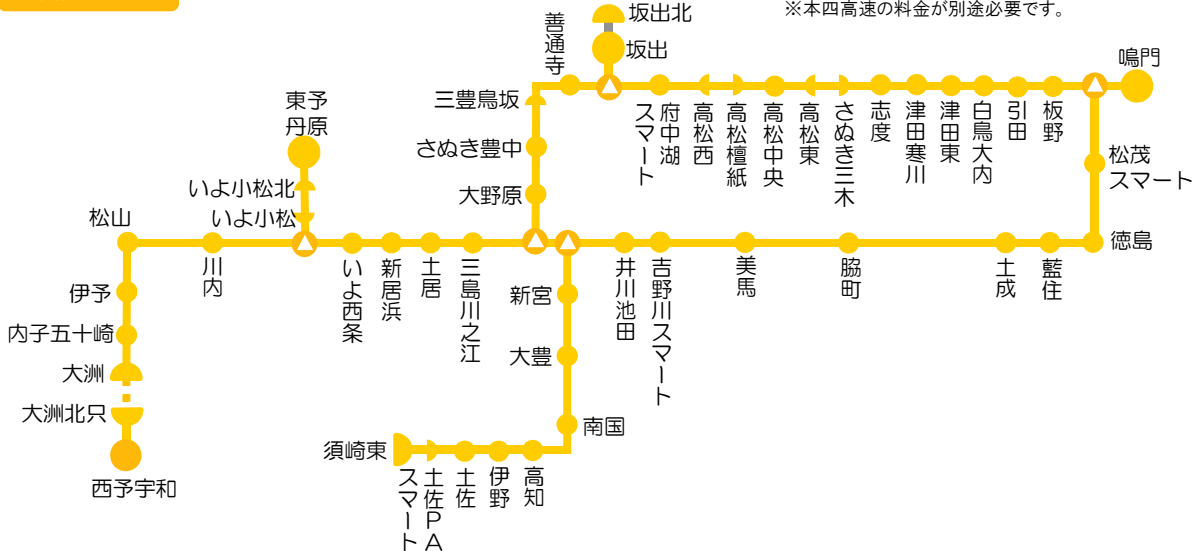 ※本四高速の料金が別途必要です。
坂出北
坂出
善通寺
鳴門
三豊鳥坂
さぬき豊中
大野原
府中湖
スマート
高松西
高松檀紙
高松中央
高松東
さぬき三木
志度
津田寒川
津田東
白鳥大内
引田
板野
松茂
スマート
徳島
東予
丹原
いよ小松北
いよ小松
松山
川内
いよ西条
新居浜
土居
三島川之江
井川池田
吉野川スマート
美馬
脇町
土成
藍住
伊予
内子五十崎
大洲
大洲北只
西予宇和
新宮
大豊
南国
高知
伊野
土佐
土佐PA
スマート
須崎東